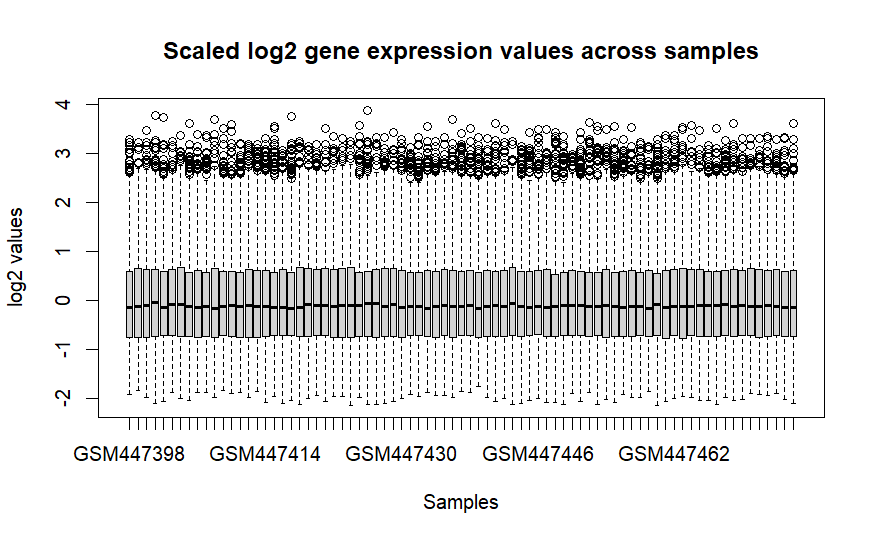 Scaled log2 gene expression values across samples
4
3
2
1
0
-1
-2
log2 values
GSM447398 GSM447414 GSM447430 GSM447446 GSM447462
Samples